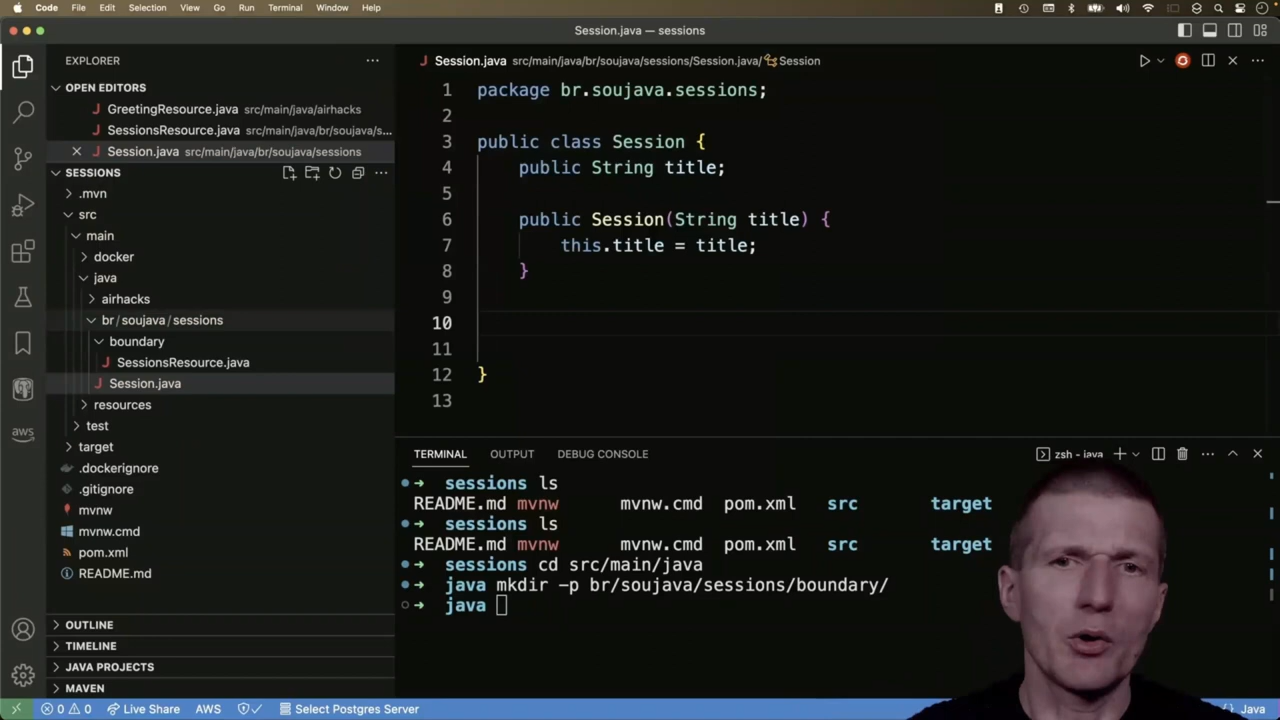 Code File Edit Selection View Go Run Terminal Window Help
Session.java — sessions
EXPLORER
OPEN EDITORS
J GreetingResource.java src/main/java/airhacks
J SessionsResource.java src/main/java/br/soujava/s...
J Session.java src/main/java/br/soujava/sessions
SESSIONS
.mvn
src
main
docker
java
airhacks
br/soujava/sessions
boundary
J SessionsResource.java
J Session.java
resources
test
target
.dockerignore
.gitignore
mvnw
mvnw.cmd
pom.xml
README.md
OUTLINE
TIMELINE
JAVA PROJECTS
MAVEN
aws
J Session.java src/main/java/br/soujava/sessions/Session.java/ Session
1 package br.soujava.sessions;
2
3 public class Session {
4 public String title;
5
6 public Session(String title) {
7 this.title = title;
8 }
9
10
11
12 }
13
TERMINAL OUTPUT DEBUG CONSOLE zsh - java
➜ sessions ls
README.md mvnw mvnw.cmd pom.xml src target
➜ sessions ls
README.md mvnw mvnw.cmd pom.xml src target
➜ sessions cd src/main/java
➜ java mkdir -p br/soujava/sessions/boundary/
➜ java
0 0 Live Share AWS Select Postgres Server Java